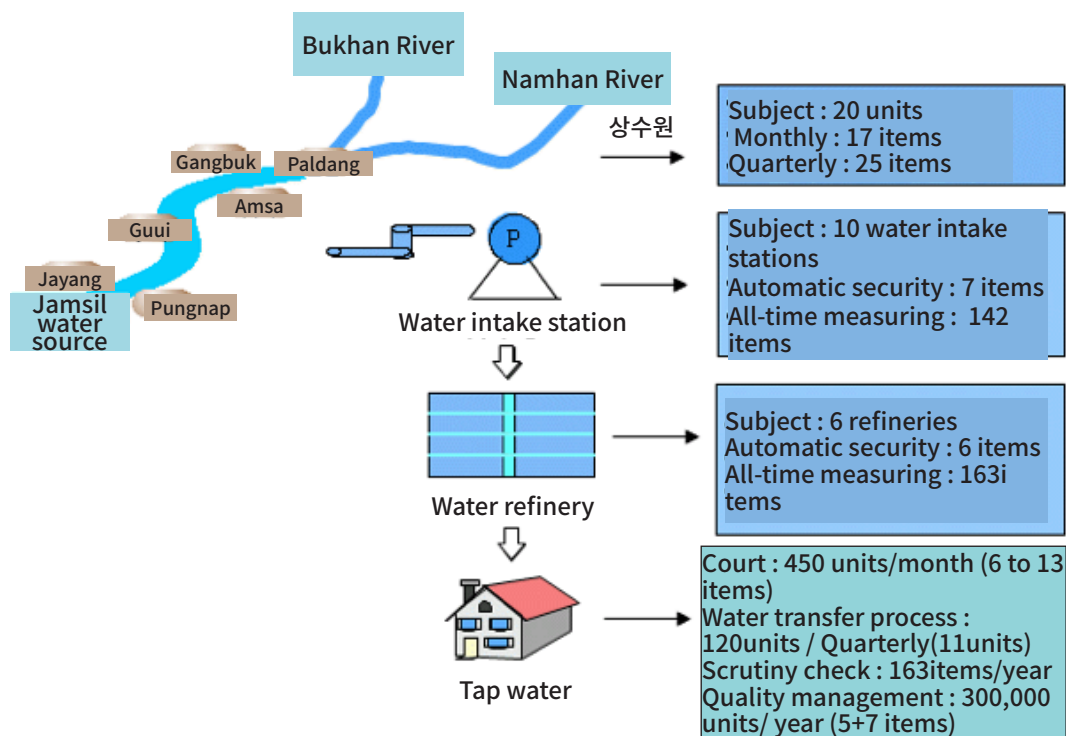 Bukhan River
Namhan River
상수원
Subject : 20 units
Monthly : 17 items
Quarterly : 25 items
Gangbuk
Paldang
Amsa
Guui
Jayang
Pungnap
Jamsil
water
source
P
Water intake station
Subject : 10 water intake
stations
Automatic security : 7 items
All-time measuring : 142
items
Water refinery
Subject : 6 refineries
Automatic security : 6 items
All-time measuring : 163i
tems
Tap water
Court : 450 units/month (6 to 13
items)
Water transfer process :
120units / Quarterly(11units)
Scrutiny check : 163items/year
Quality management : 300,000
units/ year (5+7 items)